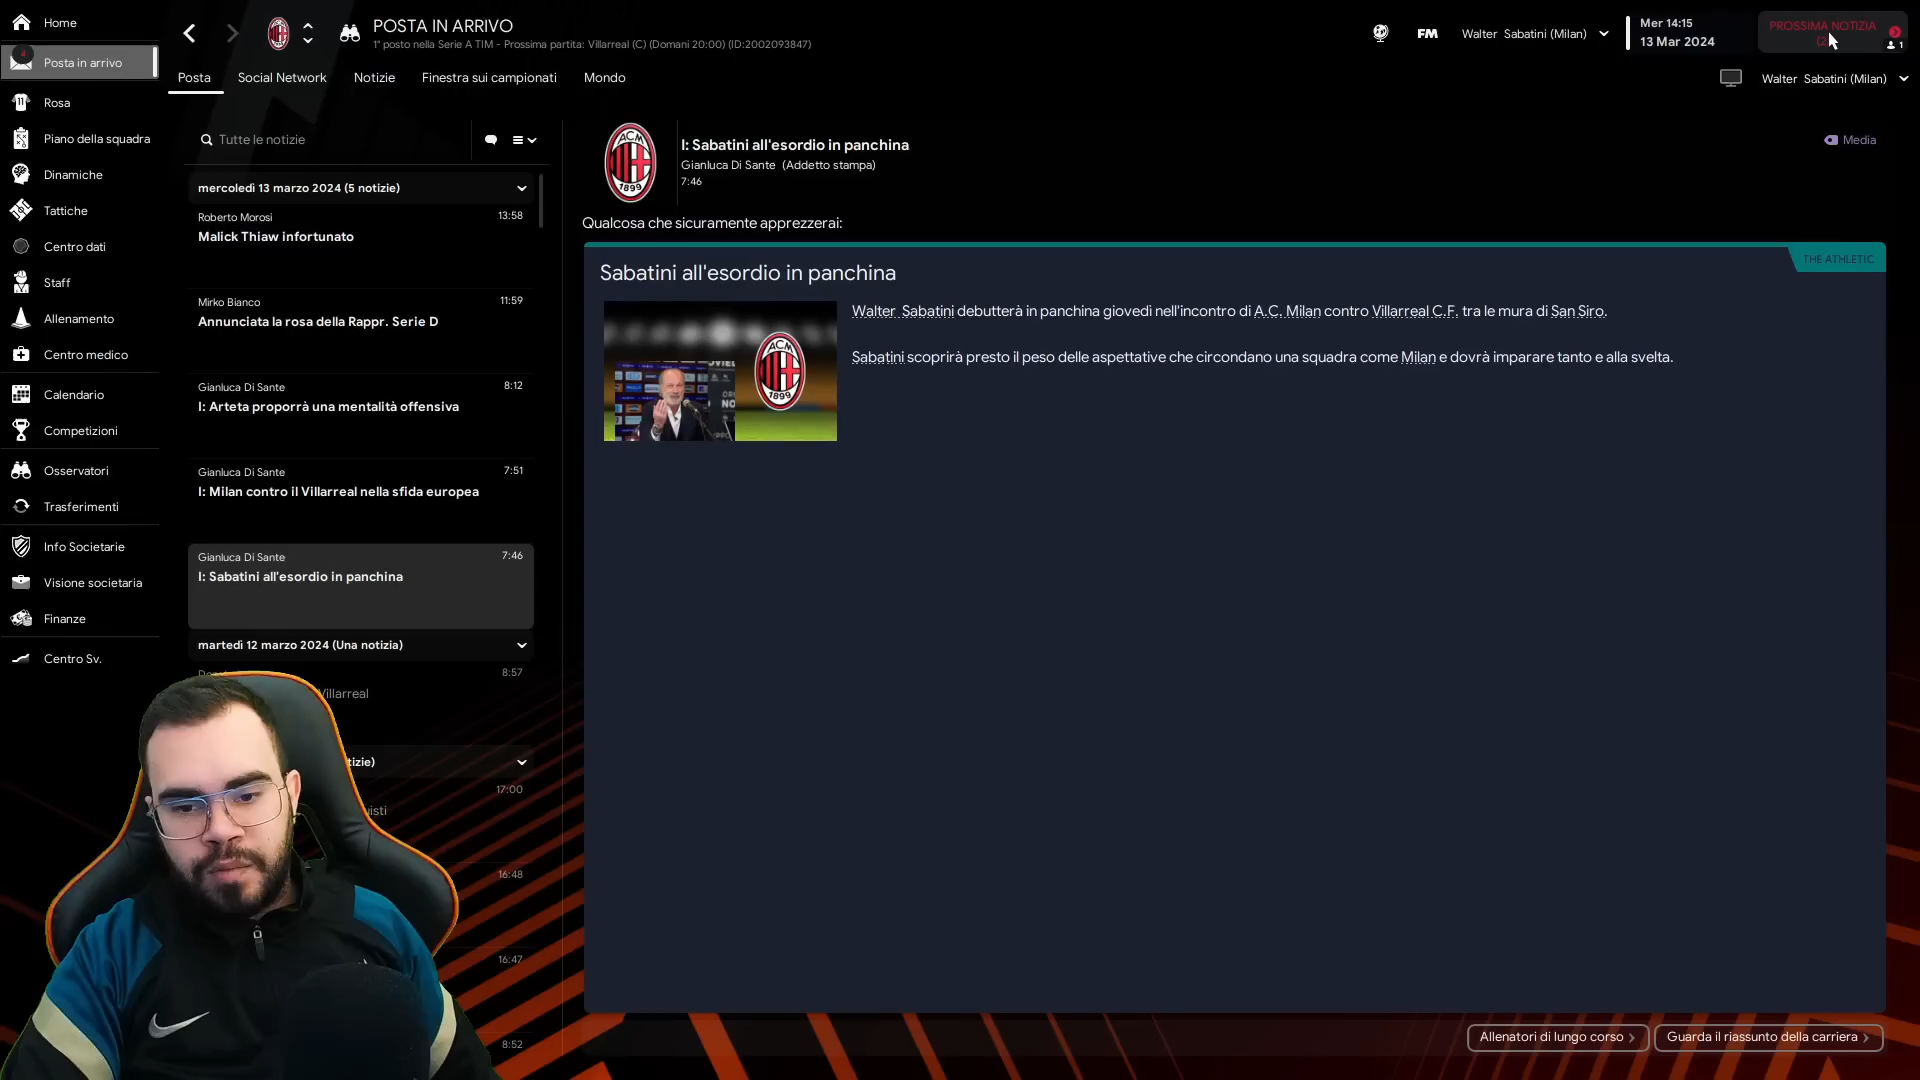 Home
Posta in arrivo
Rosa
Piano della squadra
Dinamiche
Tattiche
Centro dati
Staff
Allenamento
Centro medico
Calendario
Competizioni
Osservatori
Trasferimenti
Info Societarie
Visione societaria
Finanze
Centro Sv.
POSTA IN ARRIVO
1° posto nella Serie A TIM - Prossima partita: Villarreal (C) (Domani 20:00) (ID:2002093847)
FM
Walter Sabatini (Milan)
Mer 14:15
13 Mar 2024
PROSSIMA NOTIZIA
1
Posta
Social Network
Notizie
Finestra sui campionati
Mondo
Walter Sabatini (Milan)
Tutte le notizie
mercoledì 13 marzo 2024 (5 notizie)
Roberto Morosi 13:58
Malick Thiaw infortunato
Mirko Bianco 11:59
Annunciata la rosa della Rappr. Serie D
Gianluca Di Sante 8:12
I: Arteta proporrà una mentalità offensiva
Gianluca Di Sante 7:51
I: Milan contro il Villarreal nella sfida europea
Gianluca Di Sante 7:46
I: Sabatini all'esordio in panchina
martedì 12 marzo 2024 (Una notizia)
8:57
Villarreal
tizie)
17:00
isti
16:48
16:47
8:52
ACM
1899
I: Sabatini all'esordio in panchina
Gianluca Di Sante (Addetto stampa)
7:46
Media
Qualcosa che sicuramente apprezzerai:
Sabatini all'esordio in panchina
THE ATHLETIC
ACM
1899
Walter Sabatini debutterà in panchina giovedì nell'incontro di A.C. Milan contro Villarreal C.F. tra le mura di San Siro.
Sabatini scoprirà presto il peso delle aspettative che circondano una squadra come Milan e dovrà imparare tanto e alla svelta.
Allenatori di lungo corso
Guarda il riassunto della carriera